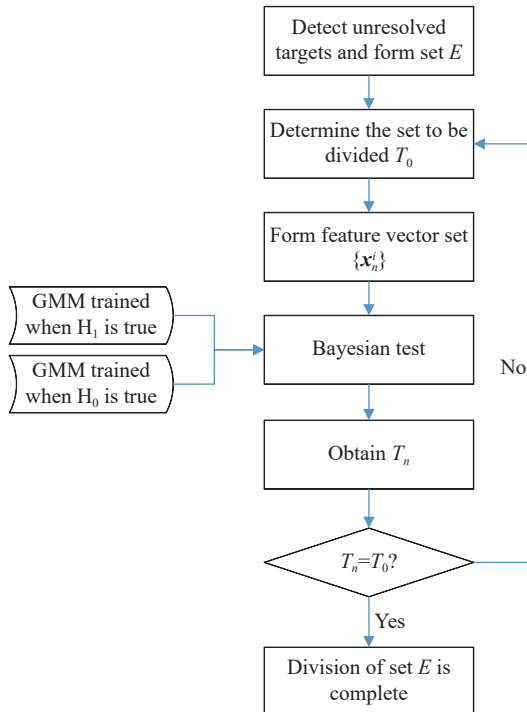 Detect unresolved
targets and form set E
Determine the set to be
divided T₀
Form feature vector set
{xₙⁱ}
GMM trained
when H₁ is true
GMM trained
when H₀ is true
Bayesian test
No
Obtain Tₙ
Tₙ=T₀?
Yes
Division of set E is
complete